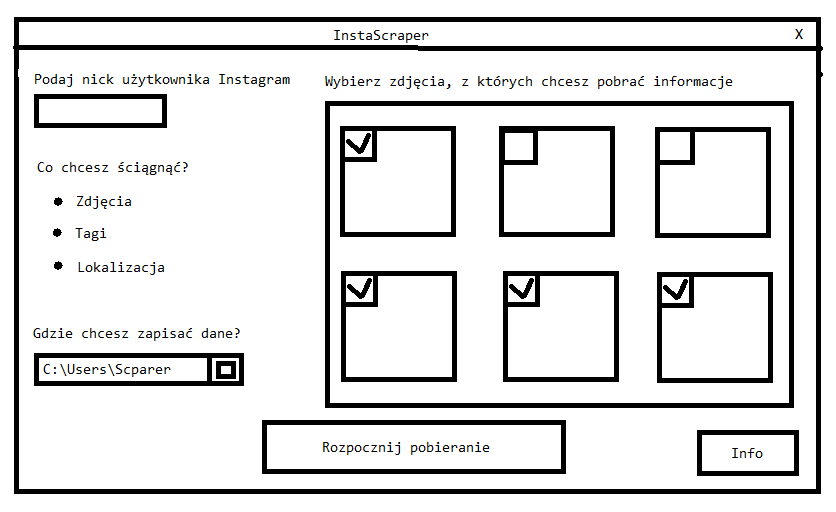 InstaScraper
X
Podaj nick użytkownika Instagram
Co chcesz ściągnąć?
Zdjęcia
Tagi
Lokalizacja
Gdzie chcesz zapisać dane?
C:\Users\Scparer
Wybierz zdjęcia, z których chcesz pobrać informacje
Rozpocznij pobieranie
Info